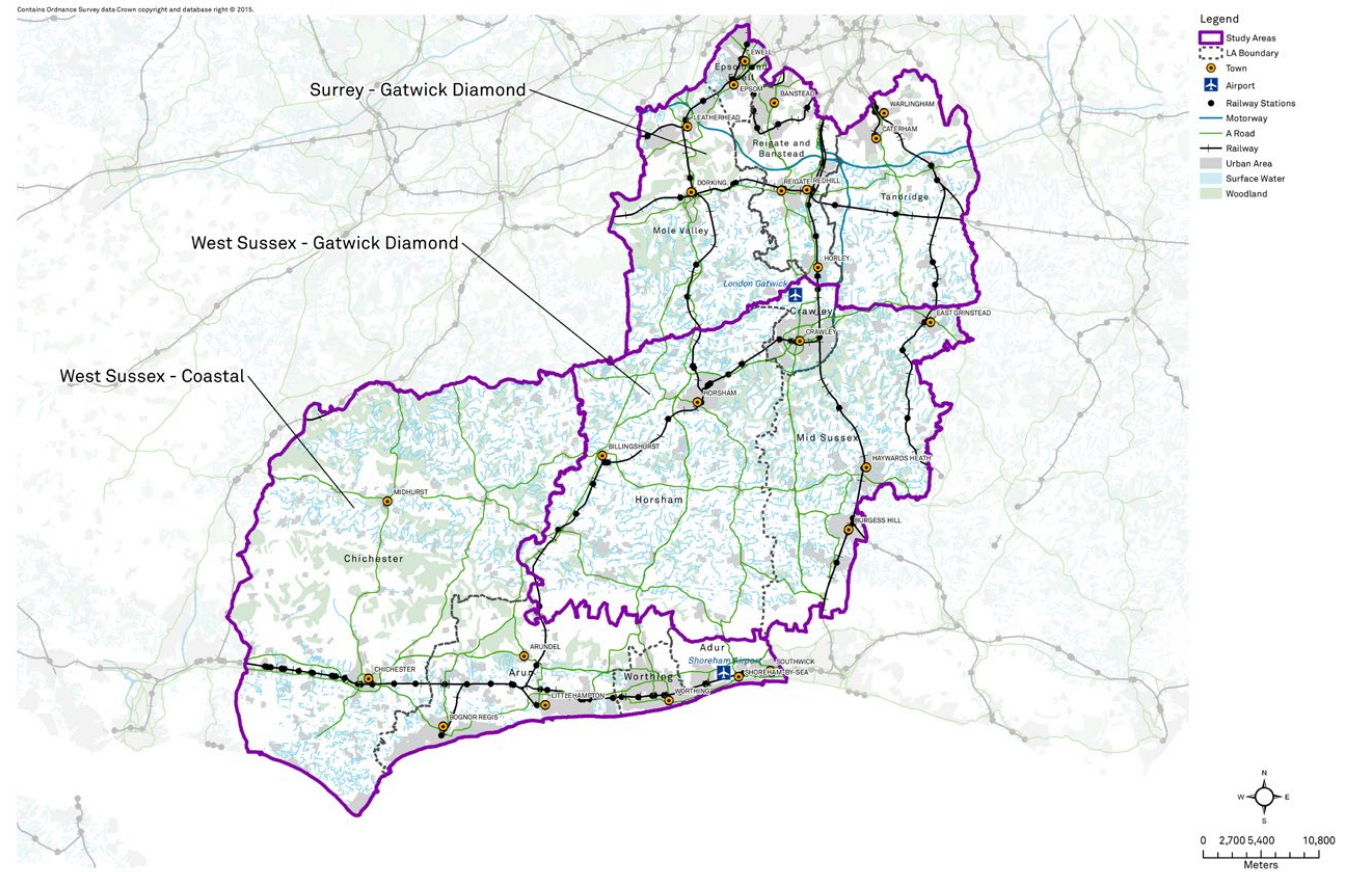 Contains Ordnance Survey data Crown copyright and database right © 2015.
Legend
Study Areas
LA Boundary
Town
Airport
Railway Stations
Motorway
A Road
Railway
Urban Area
Surface Water
Woodland
EWELL
Epsom and
Ewell
EPSOM
BANSTEAD
Surrey - Gatwick Diamond
WARLINGHAM
LEATHERHEAD
CATERHAM
Reigate and
Banstead
DORKING
REIGATE
REDHILL
Tandridge
Mole Valley
West Sussex - Gatwick Diamond
HORLEY
London Gatwick
Crawley
EAST GRINSTEAD
CRAWLEY
West Sussex - Coastal
HORSHAM
Mid Sussex
BILLINGSHURST
HAYWARDS HEATH
MIDHURST
Horsham
BURGESS HILL
Chichester
ARUNDEL
Adur
Shoreham Airport
SOUTHWICK
CHICHESTER
Arun
Worthing
SHOREHAM-BY-SEA
LITTLEHAMPTON
WORTHING
BOGNOR REGIS
N
W
E
S
0 2,700 5,400 10,800
Meters